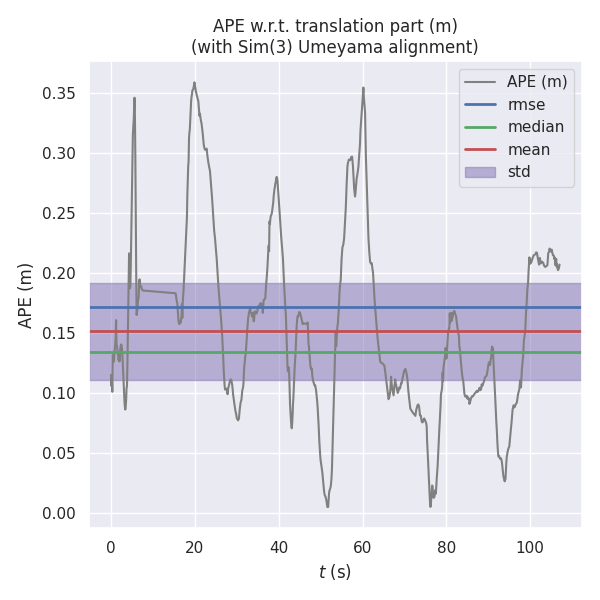 APE w.r.t. translation part (m)
(with Sim(3) Umeyama alignment)
APE (m)
rmse
median
mean
std
0.35
0.30
0.25
0.20
0.15
0.10
0.05
0.00
APE (m)
0 20 40 60 80 100
t (s)